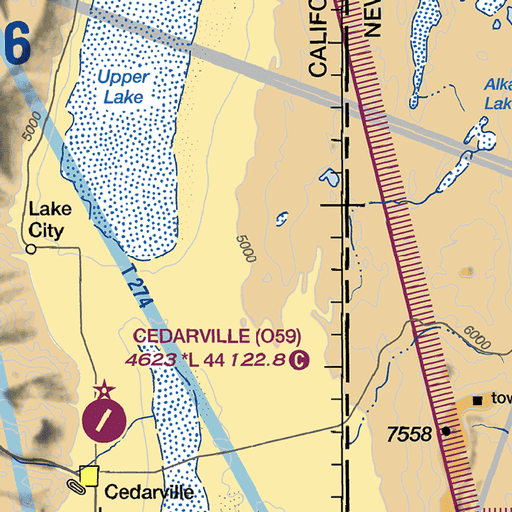 6
CALIFO
NEV
Upper
Lake
Alka
Lak
5000
Lake
City
5000
T 274
CEDARVILLE (O59)
4623 *L 44 122.8 C
6000
tow
7558
Cedarville